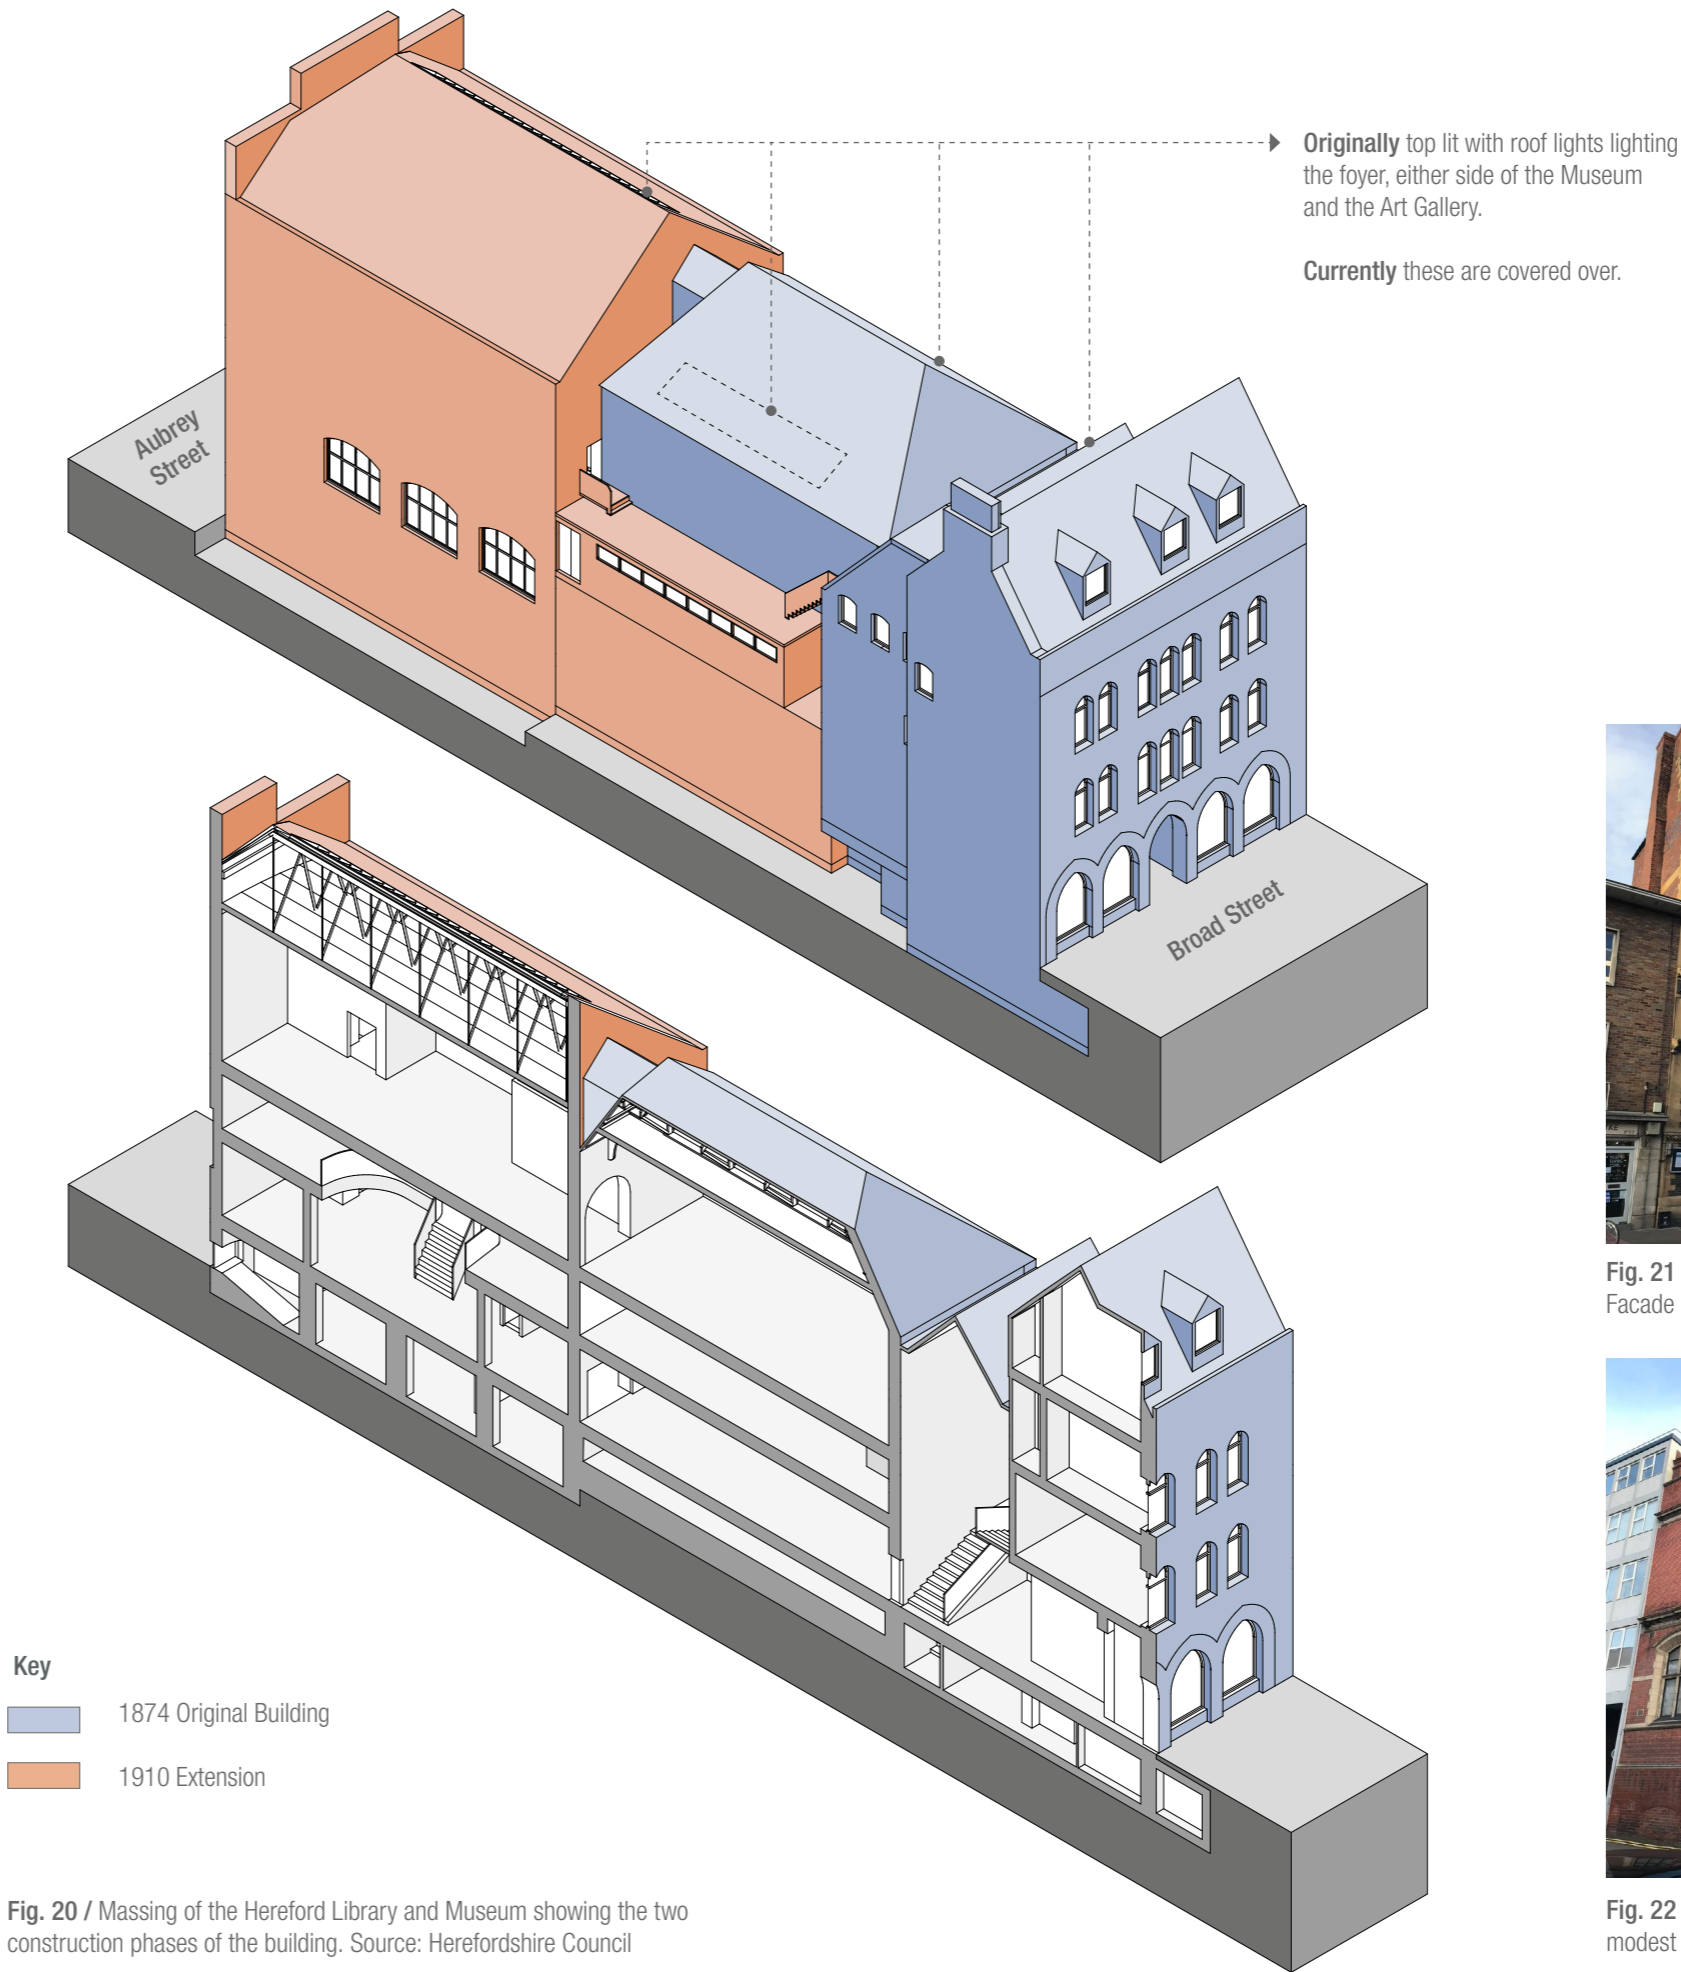 Originally top lit with roof lights lighting
the foyer, either side of the Museum
and the Art Gallery.
Currently these are covered over.
Aubrey
Street
Broad Street
Fig. 21
Facade
Key
1874 Original Building
1910 Extension
Fig. 20 / Massing of the Hereford Library and Museum showing the two
construction phases of the building. Source: Herefordshire Council
Fig. 22
modest